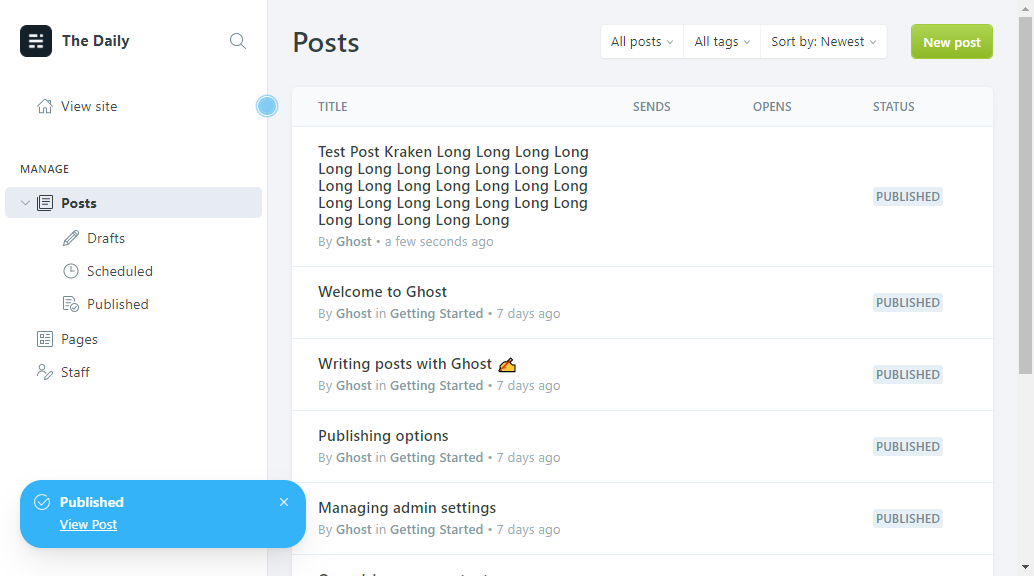 The Daily
View site
MANAGE
Posts
Drafts
Scheduled
Published
Pages
Staff
Posts
All posts
All tags
Sort by: Newest
New post
TITLE SENDS OPENS STATUS
Test Post Kraken Long Long Long Long
Long Long Long Long Long Long Long
Long Long Long Long Long Long Long
Long Long Long Long Long Long Long
Long Long Long Long Long
By Ghost • a few seconds ago
PUBLISHED
Welcome to Ghost
By Ghost in Getting Started • 7 days ago
PUBLISHED
Writing posts with Ghost ✍️
By Ghost in Getting Started • 7 days ago
PUBLISHED
Publishing options
By Ghost in Getting Started • 7 days ago
PUBLISHED
Managing admin settings
By Ghost in Getting Started • 7 days ago
PUBLISHED
Published
View Post